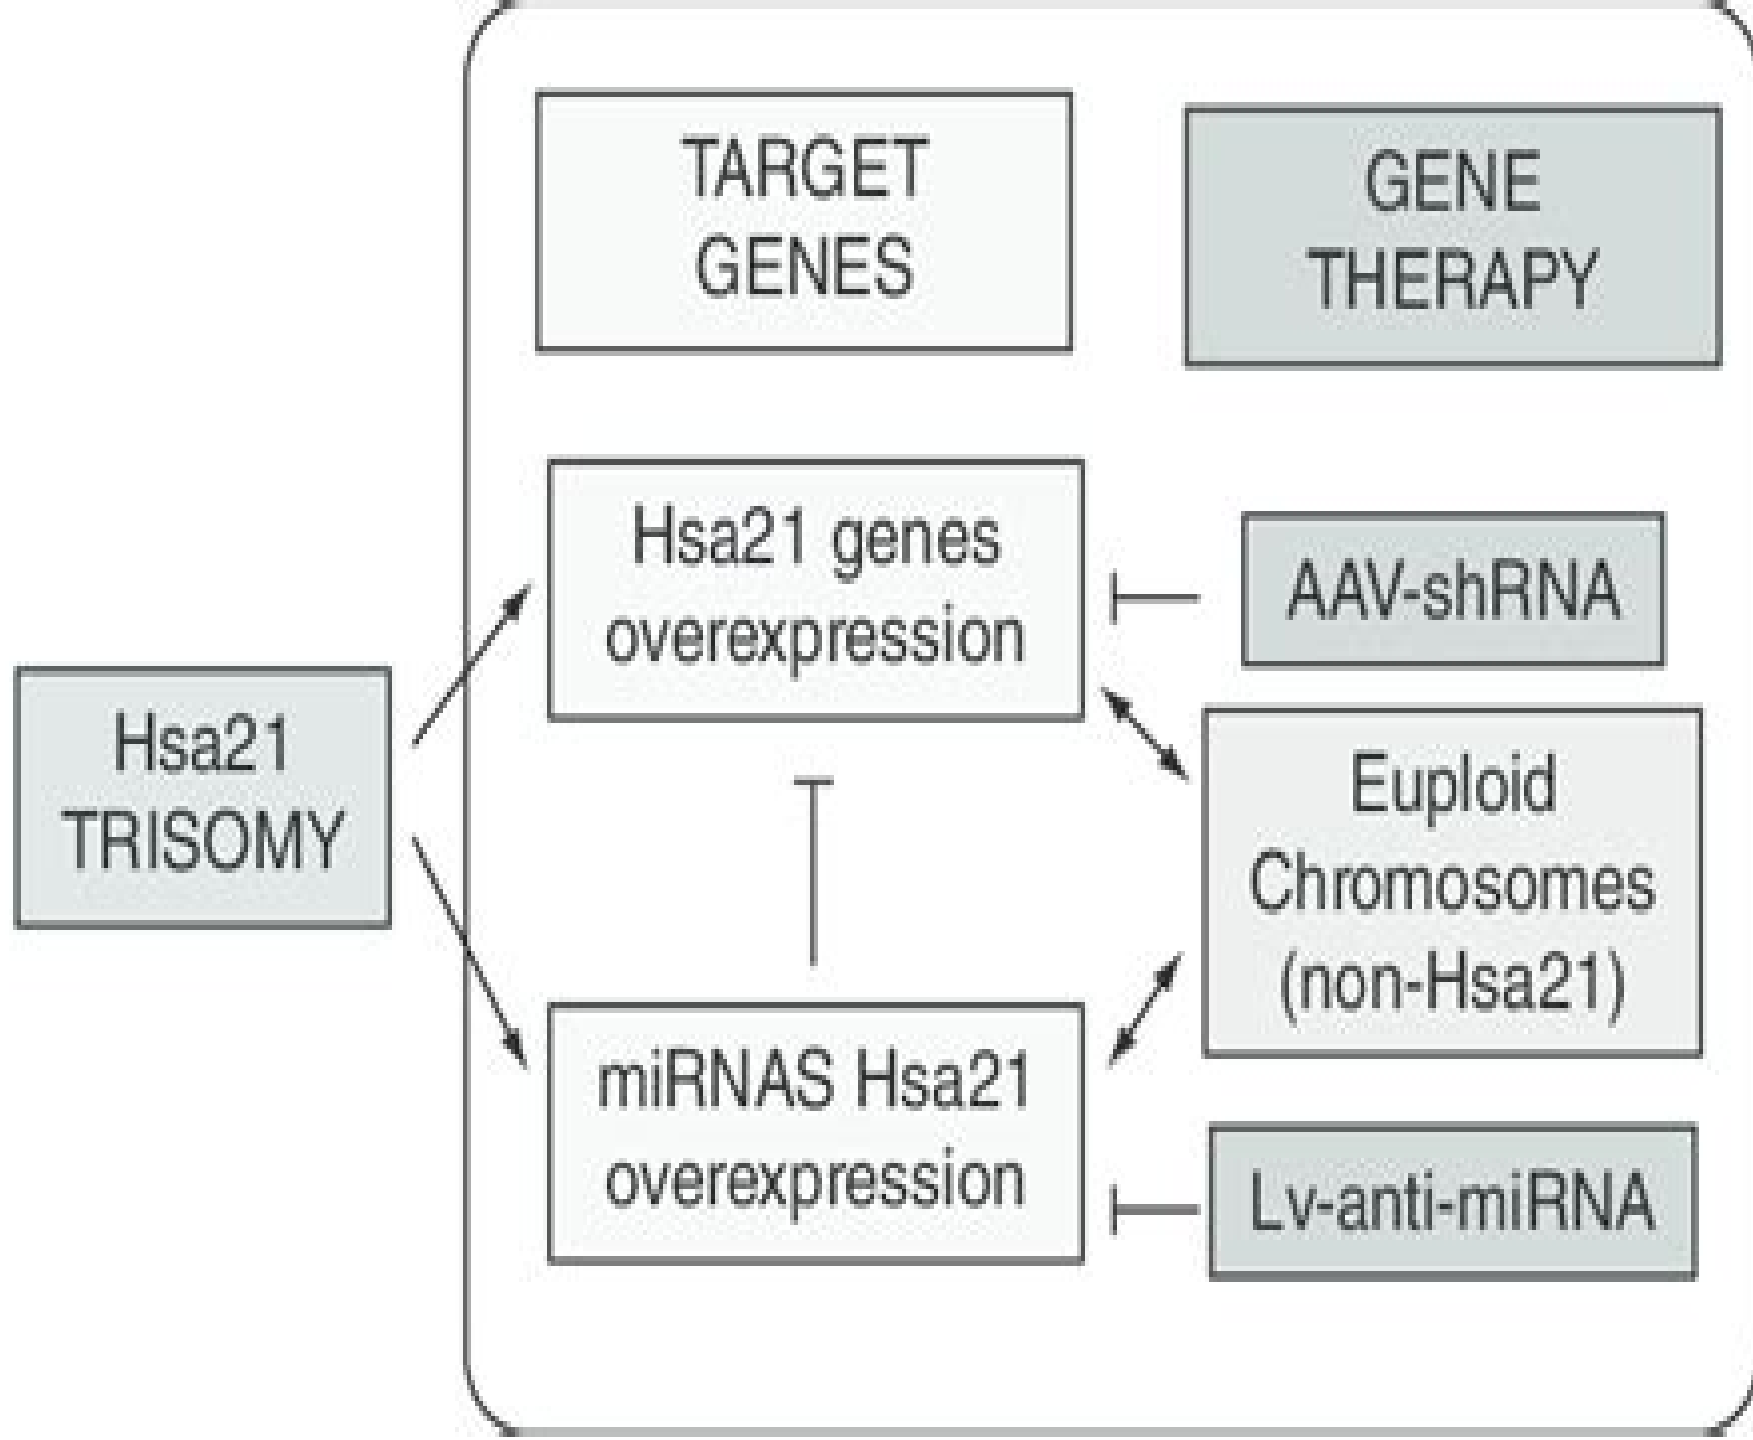 TARGET
GENES
GENE
THERAPY
Hsa21 genes
overexpression
AAV-shRNA
Hsa21
TRISOMY
Euploid
Chromosomes
(non-Hsa21)
miRNAS Hsa21
overexpression
Lv-anti-miRNA